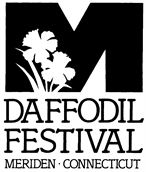 M
DAFFODIL
FESTIVAL
MERIDEN · CONNECTICUT